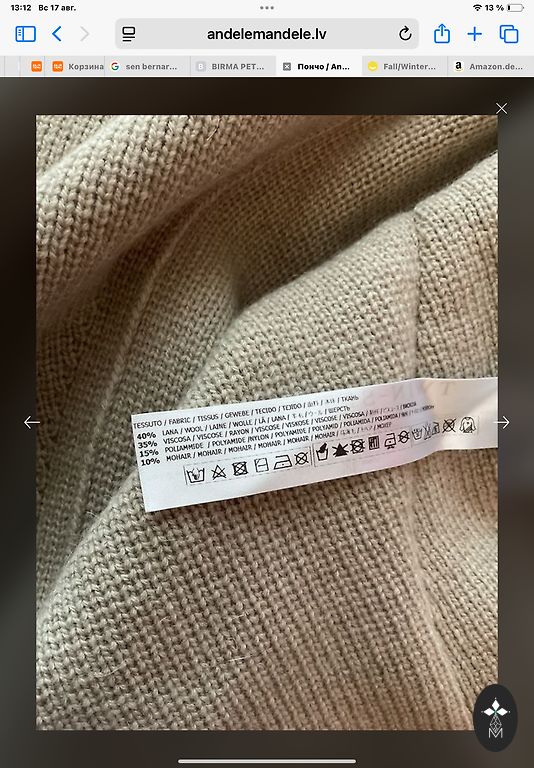 13:12 Вс 17 авг.
13 %
andelemandele.lv
Корзина
sen bernar...
BIRMA PET...
Пончо / An...
Fall/Winter...
Amazon.de...
TESSUTO / FABRIC / TISSUS / GEWEBE / TECIDO / TEJIDO / ТКАНЬ
40% LANA / WOOL / LAINE / WOLLE / LÃ / LANA / ШЕРСТЬ
35% VISCOSA / VISCOSE / RAYON / VISCOSE / VISKOSE / VISCOSE / VISCOSA
15% POLIAMMIDE / POLYAMIDE /NYLON / POLYAMIDE / POLYAMID / POLIAMIDA / POLIAMIDA
10% MOHAIR / MOHAIR / MOHAIR / MOHAIR / MOHAIR / MOHAIR / МОХЕР
M